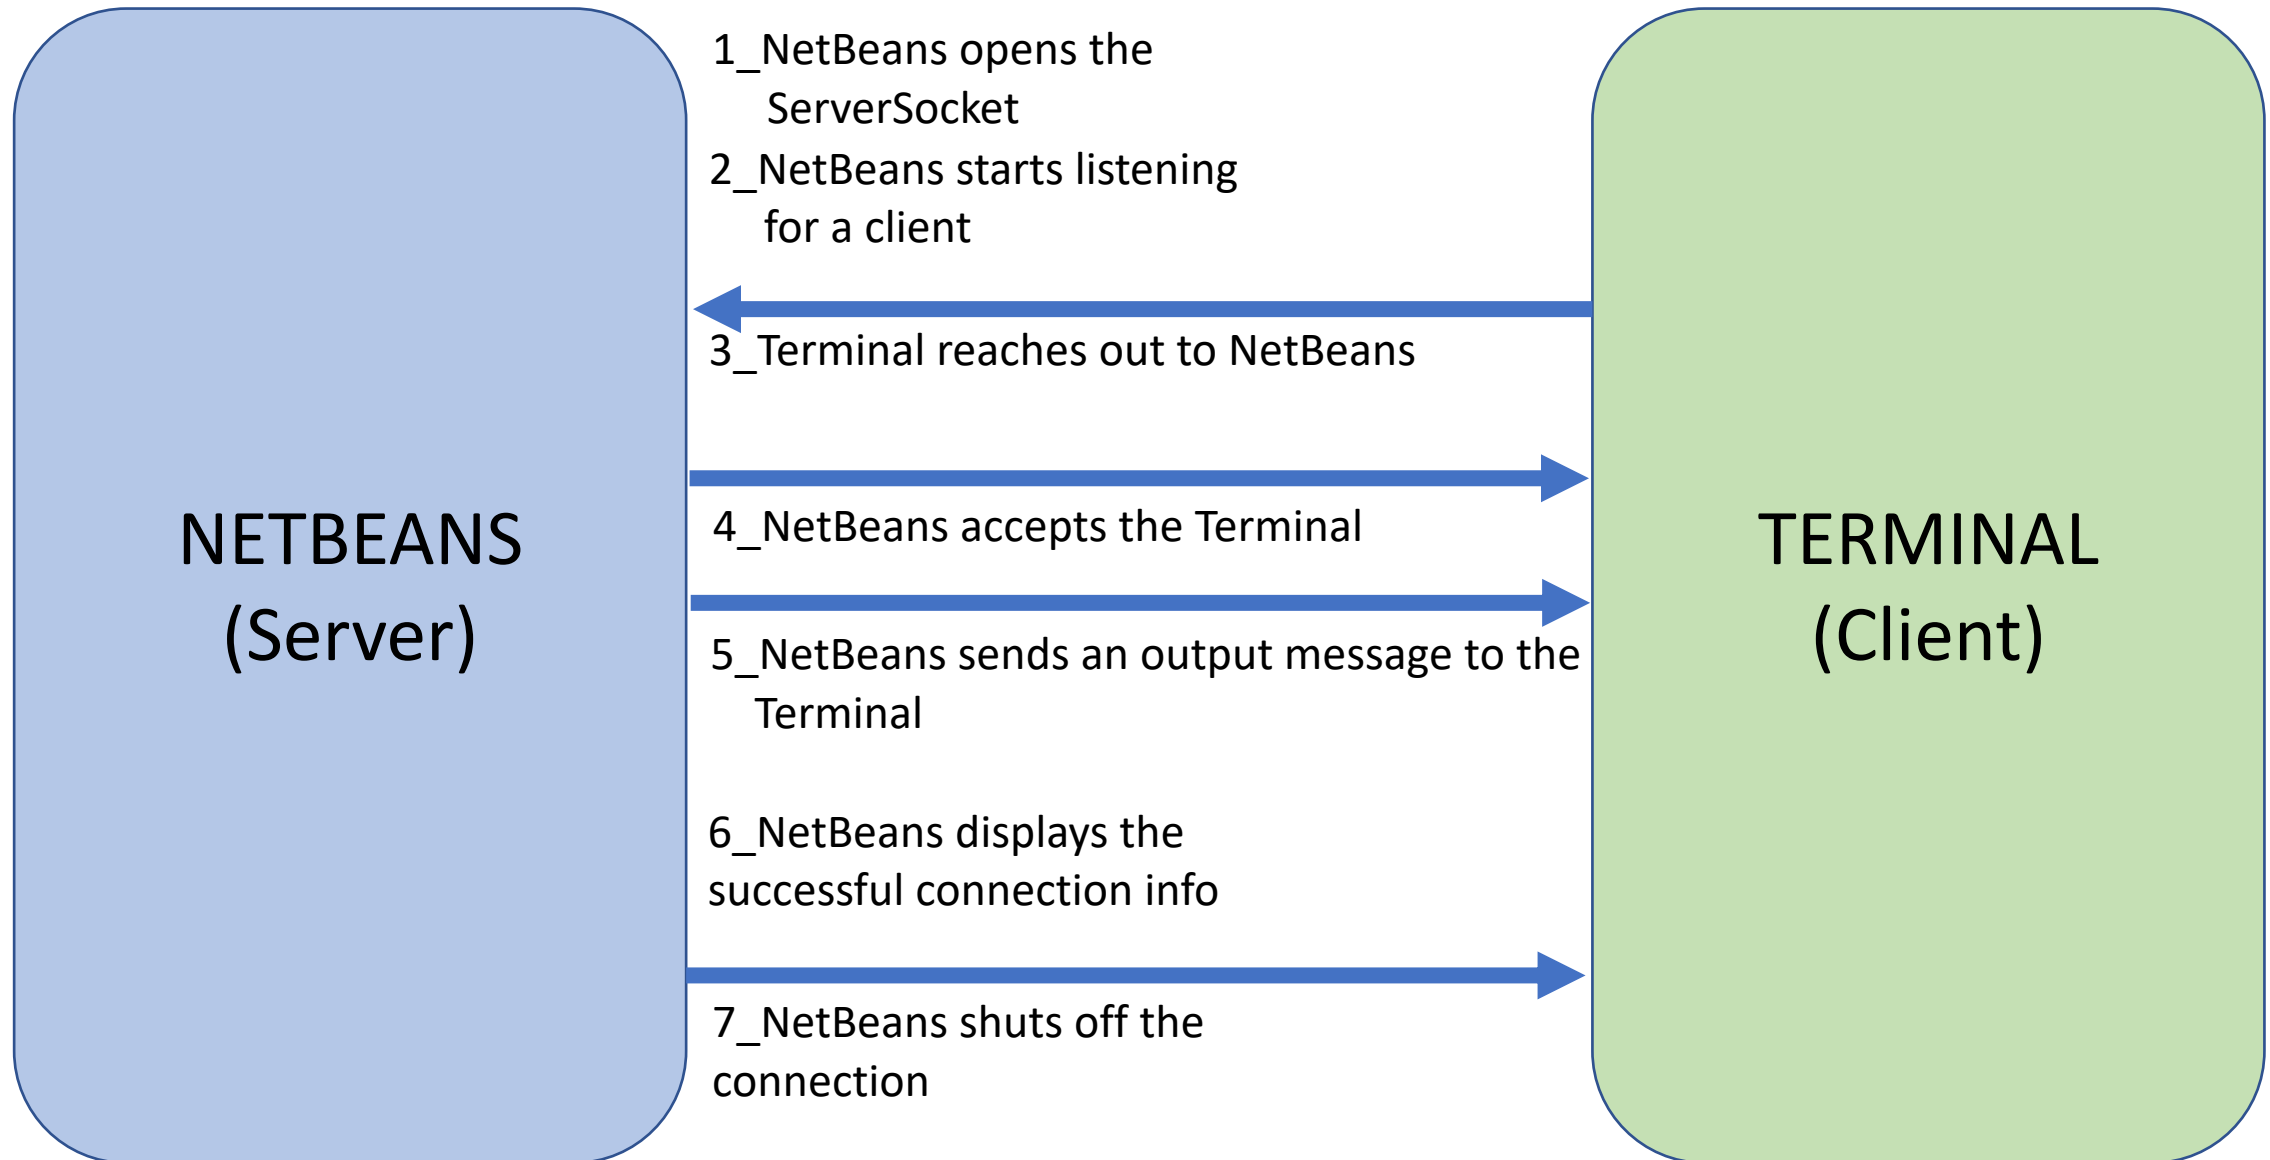 1_NetBeans opens the
ServerSocket
2_NetBeans starts listening
for a client
3_Terminal reaches out to NetBeans
4_NetBeans accepts the Terminal
NETBEANS
(Server)
TERMINAL
(Client)
5_NetBeans sends an output message to the
Terminal
6_NetBeans displays the
successful connection info
7_NetBeans shuts off the
connection